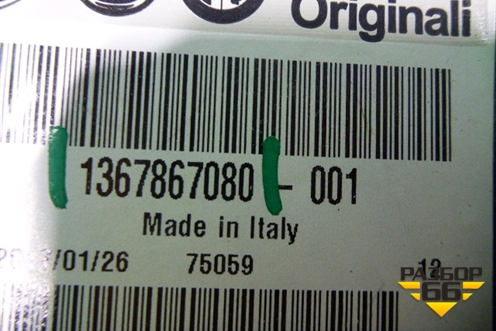 Originali
1367867080 - 001
Made in Italy
/01/26 75059 12
РАЗБОР
66